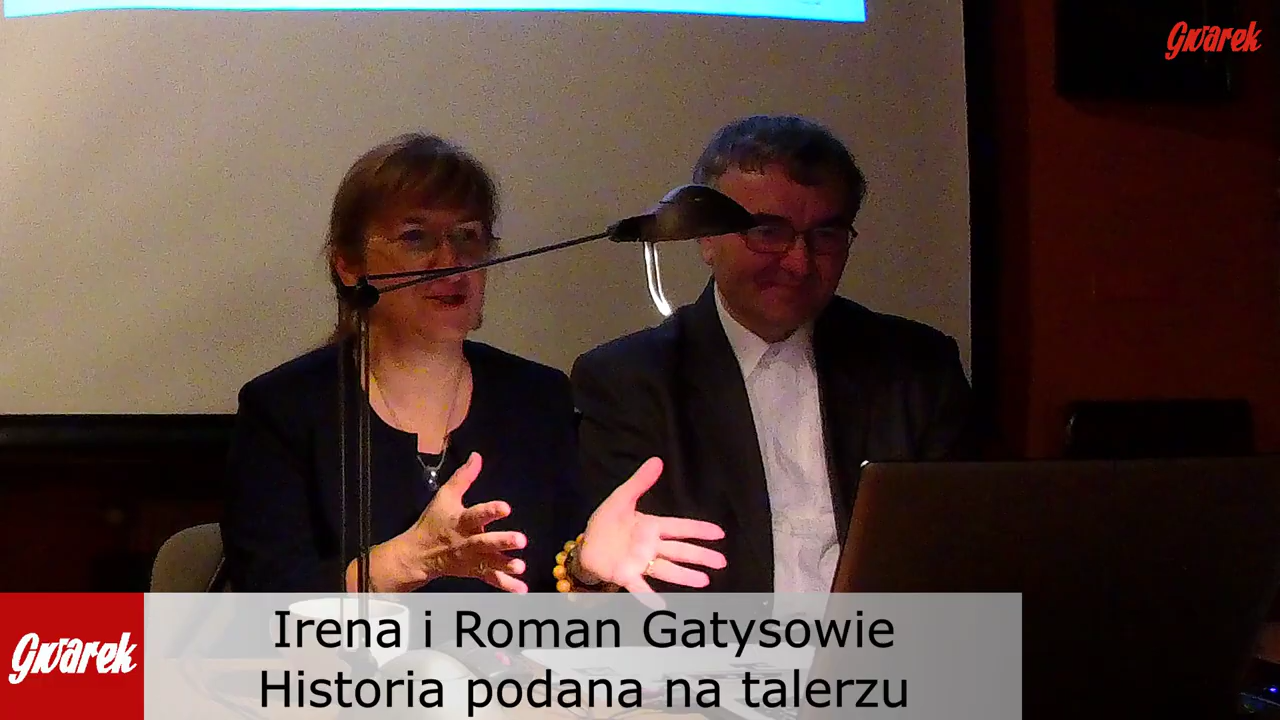 Gwarek
Irena i Roman Gatysowie
Gwarek
Historia podana na talerzu